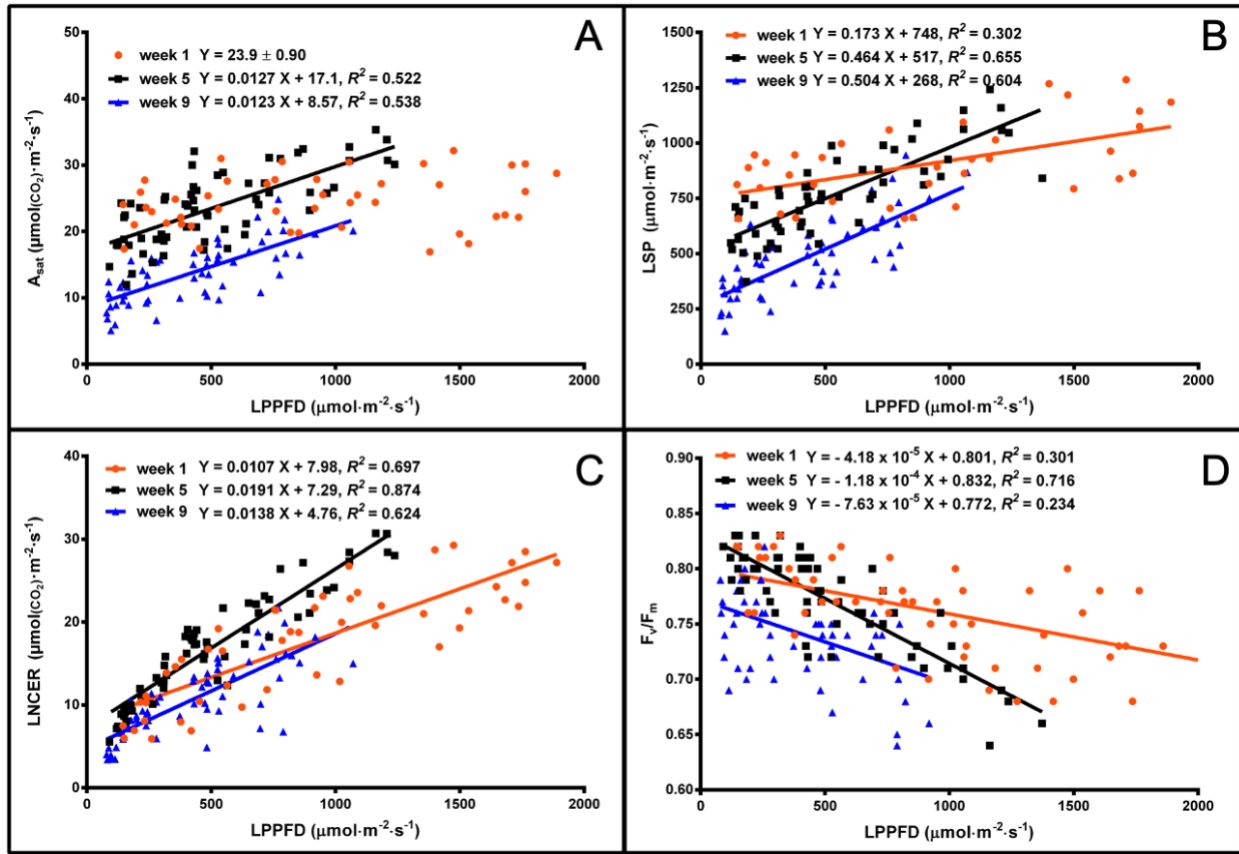 A
week 1 Y = 23.9 ± 0.90
week 5 Y = 0.0127 X + 17.1, R² = 0.522
week 9 Y = 0.0123 X + 8.57, R² = 0.538
50
40
30
20
10
0
A_sat (µmol(CO₂)·m⁻²·s⁻¹)
0 500 1000 1500 2000
LPPFD (µmol·m⁻²·s⁻¹)
B
week 1 Y = 0.173 X + 748, R² = 0.302
week 5 Y = 0.464 X + 517, R² = 0.655
week 9 Y = 0.504 X + 268, R² = 0.604
1500
1250
1000
750
500
250
0
LSP (µmol·m⁻²·s⁻¹)
0 500 1000 1500 2000
LPPFD (µmol·m⁻²·s⁻¹)
C
week 1 Y = 0.0107 X + 7.98, R² = 0.697
week 5 Y = 0.0191 X + 7.29, R² = 0.874
week 9 Y = 0.0138 X + 4.76, R² = 0.624
40
30
20
10
0
LNCER (µmol(CO₂)·m⁻²·s⁻¹)
0 500 1000 1500 2000
LPPFD (µmol·m⁻²·s⁻¹)
D
week 1 Y = - 4.18 x 10⁻⁵ X + 0.801, R² = 0.301
week 5 Y = - 1.18 x 10⁻⁴ X + 0.832, R² = 0.716
week 9 Y = - 7.63 x 10⁻⁵ X + 0.772, R² = 0.234
0.90
0.85
0.80
0.75
0.70
0.65
0.60
Fᵥ/Fₘ
0 500 1000 1500 2000
LPPFD (µmol·m⁻²·s⁻¹)